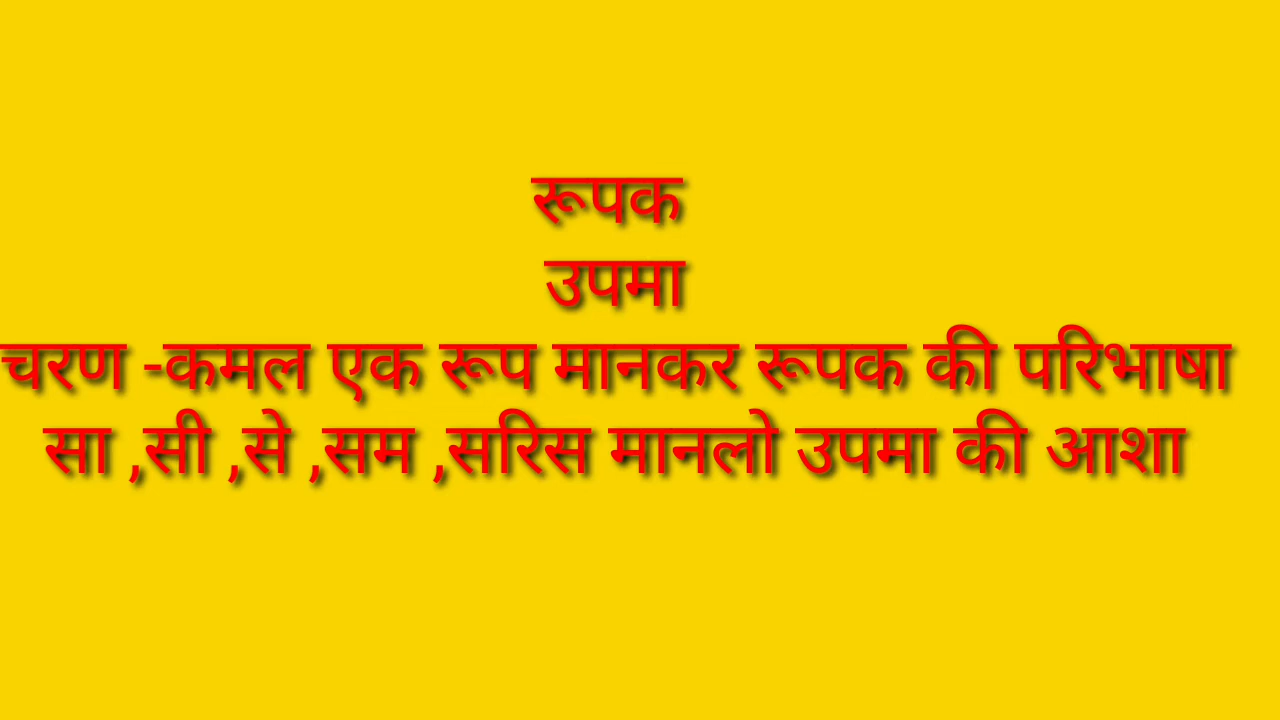 रूपक
उपमा
चरण -कमल एक रूप मानकर रूपक की परिभाषा
सा ,सी ,से ,सम ,सरिस मानलो उपमा की आशा